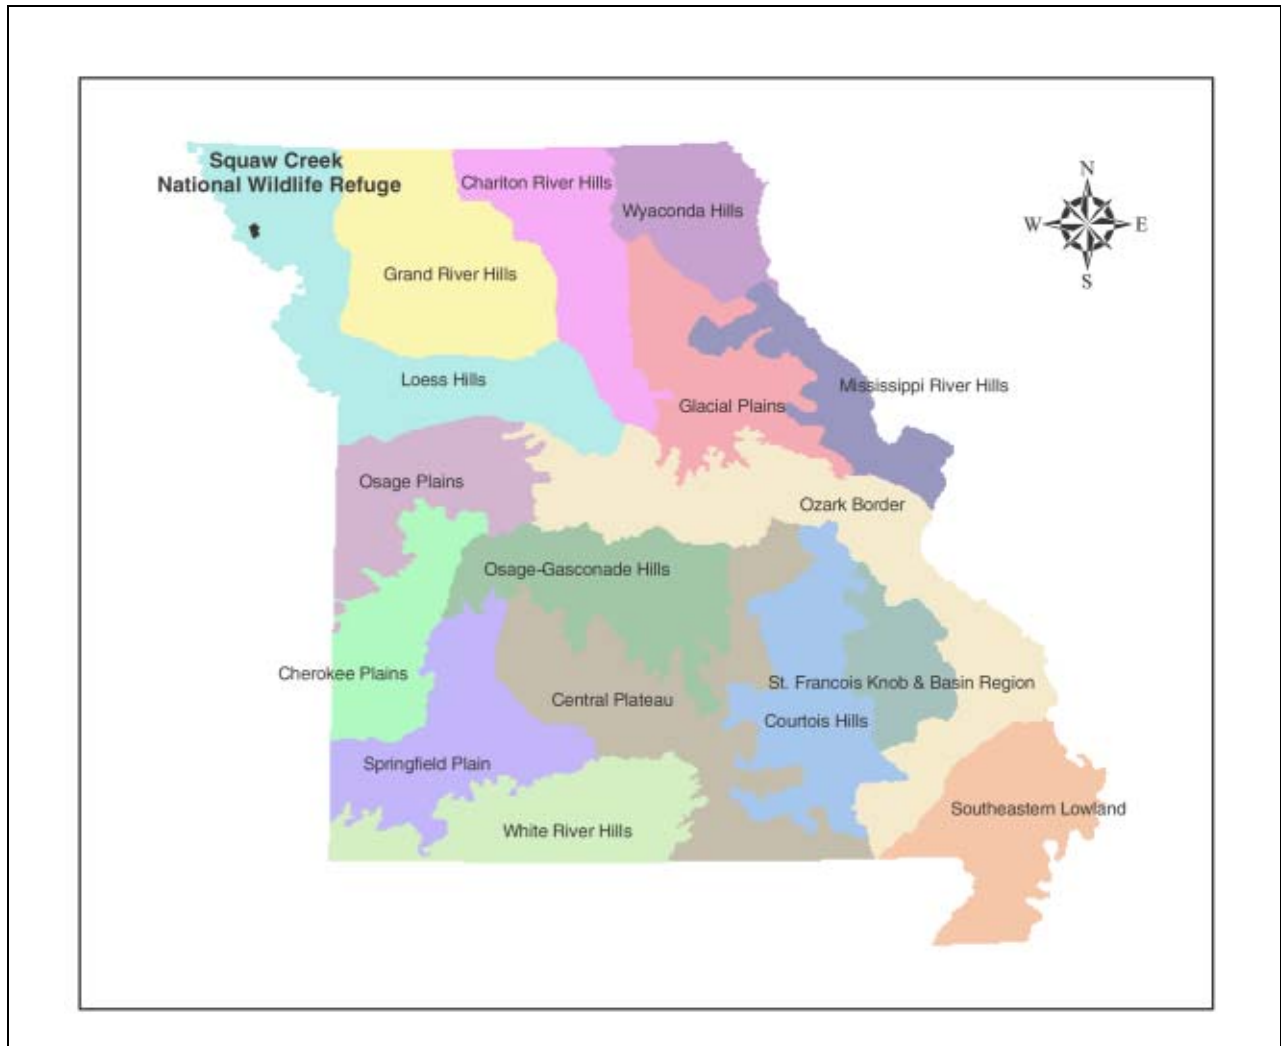 Squaw Creek
National Wildlife Refuge
Chariton River Hills
Wyaconda Hills
N
W
E
S
Grand River Hills
Loess Hills
Mississippi River Hills
Glacial Plains
Osage Plains
Ozark Border
Osage-Gasconade Hills
Cherokee Plains
St. Francois Knob & Basin Region
Central Plateau
Courtois Hills
Springfield Plain
Southeastern Lowland
White River Hills